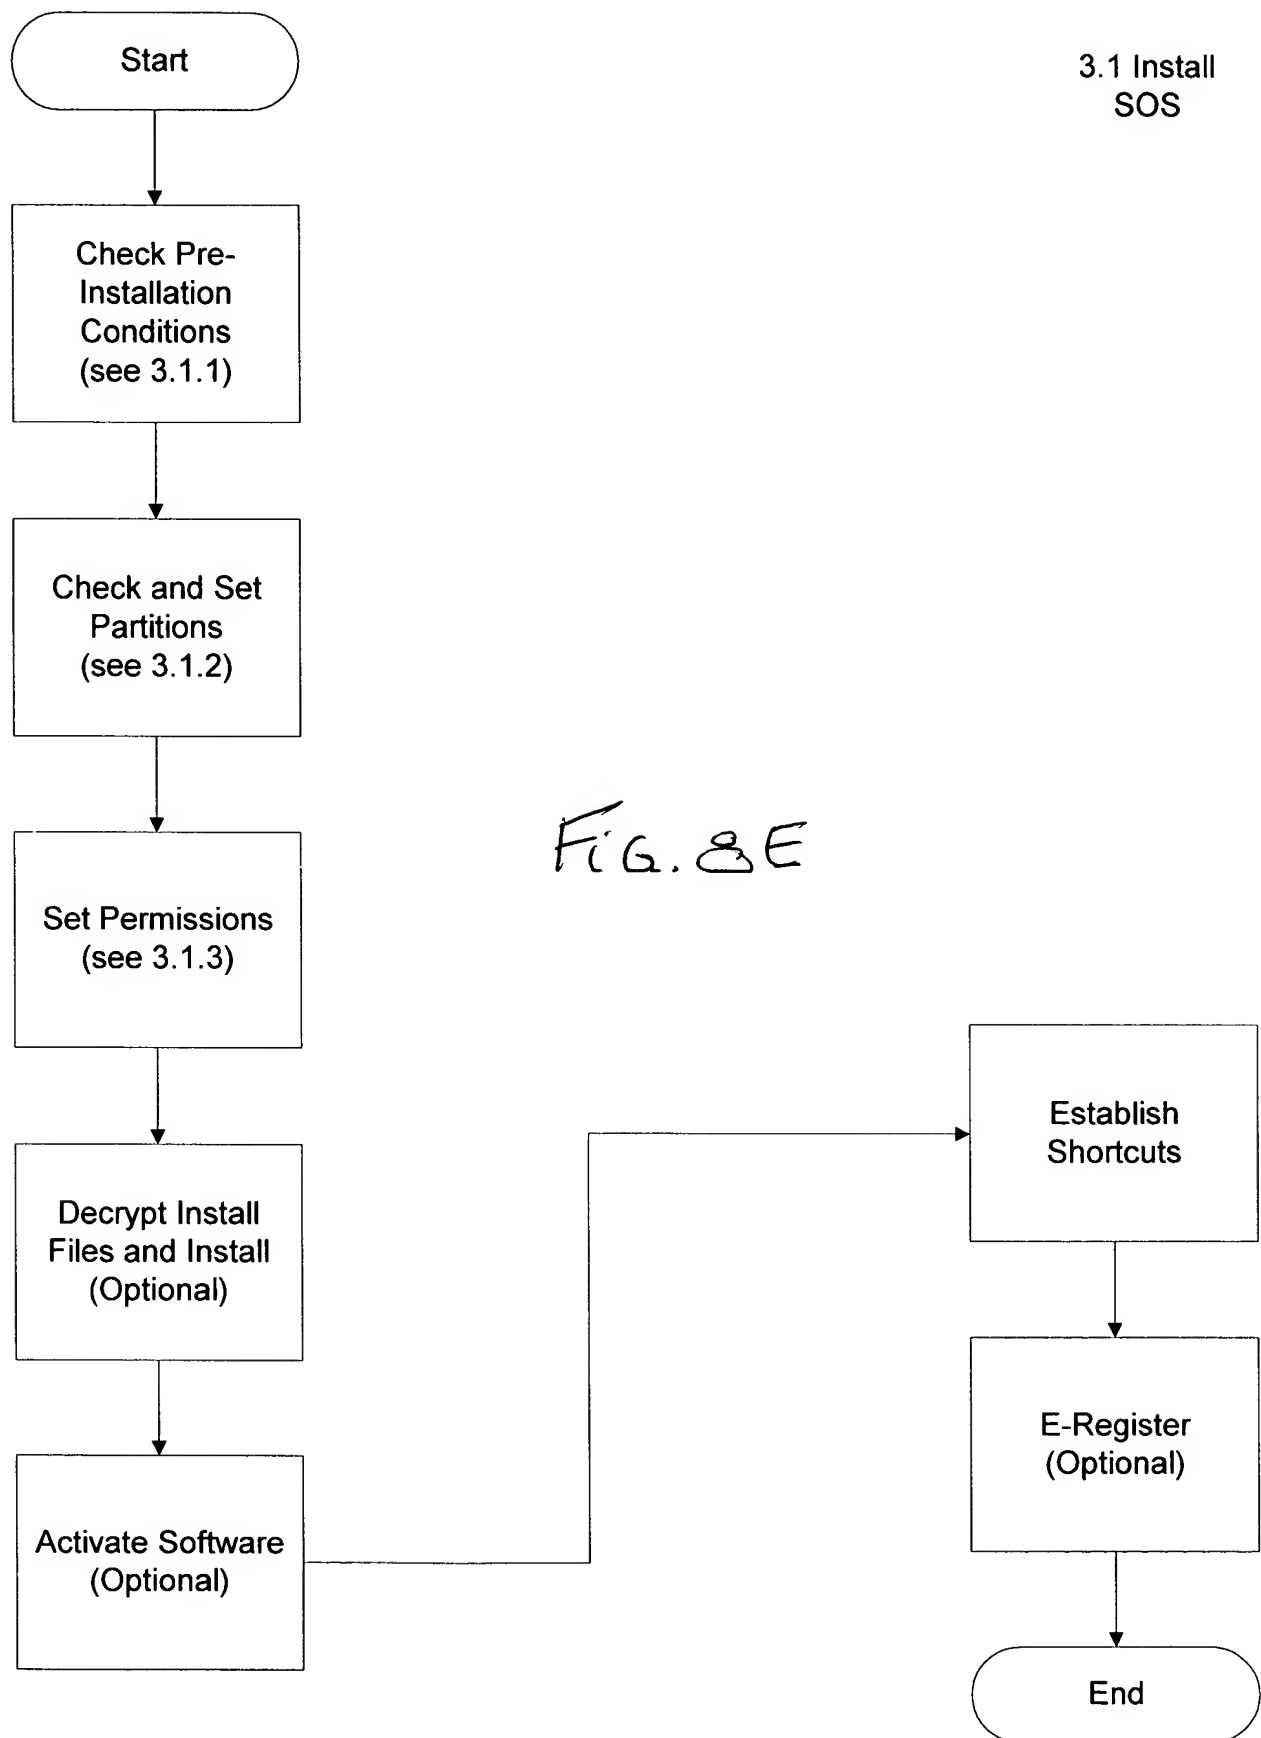 Start
3.1 Install
SOS
Check Pre-
Installation
Conditions
(see 3.1.1)
Check and Set
Partitions
(see 3.1.2)
Set Permissions
(see 3.1.3)
Decrypt Install
Files and Install
(Optional)
Activate Software
(Optional)
FiG. 8E
Establish
Shortcuts
E-Register
(Optional)
End